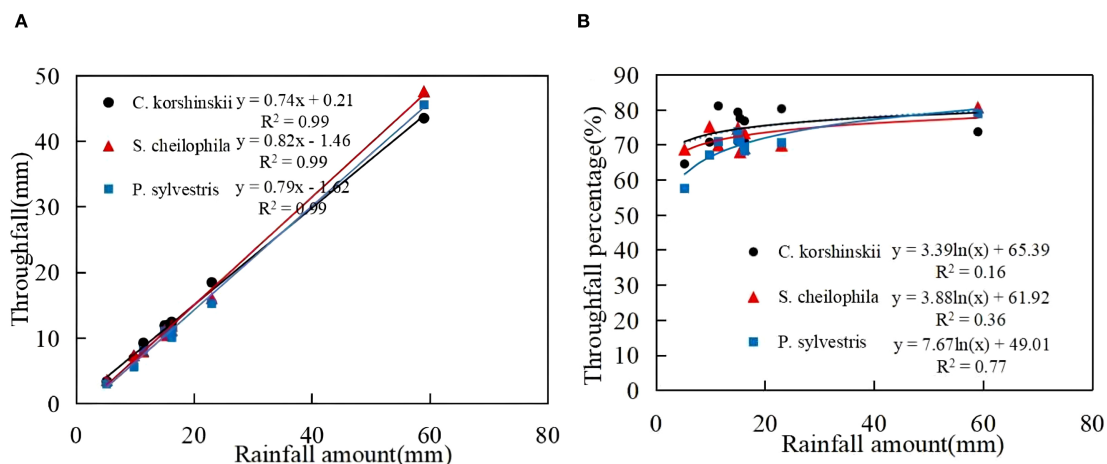 A
50
40
30
20
10
0
0
20
40
60
80
Throughfall(mm)
Rainfall amount(mm)
C. korshinskii y = 0.74x + 0.21
R² = 0.99
S. cheilophila y = 0.82x - 1.46
R² = 0.99
P. sylvestris y = 0.79x - 1.62
R² = 0.99
B
90
80
70
60
50
40
30
20
10
0
0
20
40
60
80
Throughfall percentage(%)
Rainfall amount(mm)
C. korshinskii y = 3.39ln(x) + 65.39
R² = 0.16
S. cheilophila y = 3.88ln(x) + 61.92
R² = 0.36
P. sylvestris y = 7.67ln(x) + 49.01
R² = 0.77